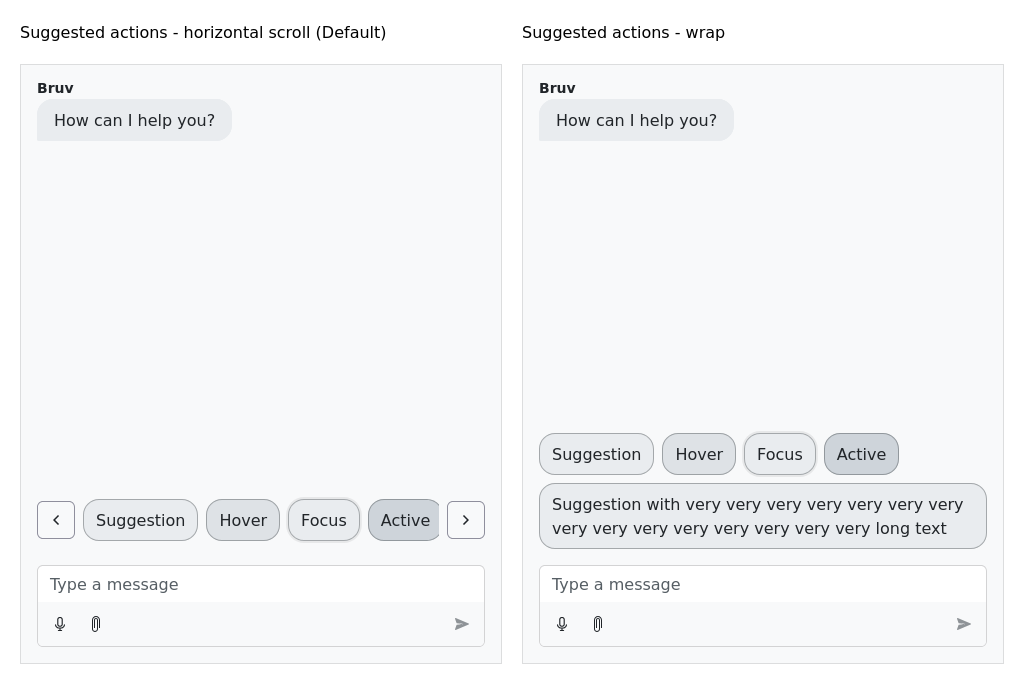 Suggested actions - horizontal scroll (Default)
Bruv
How can I help you?
Suggestion
Hover
Focus
Active
Type a message
Suggested actions - wrap
Bruv
How can I help you?
Suggestion
Hover
Focus
Active
Suggestion with very very very very very very very
very very very very very very very very long text
Type a message